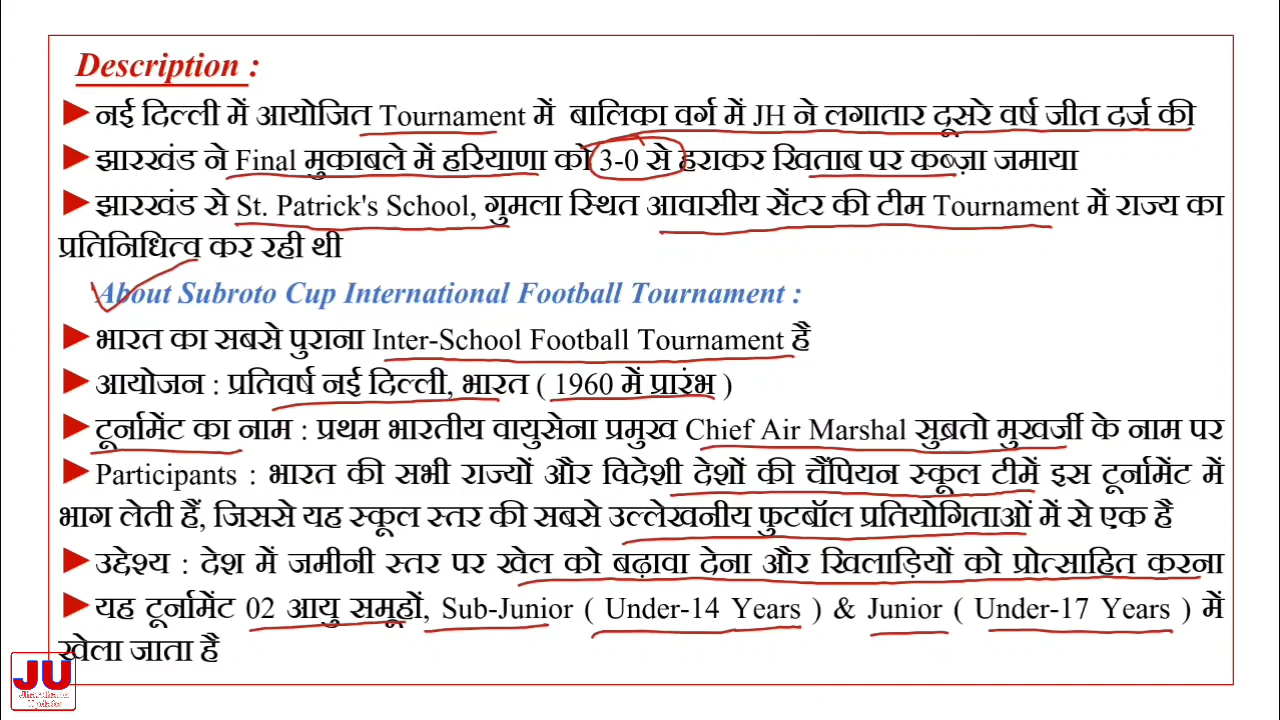 Description :
►नई दिल्ली में आयोजित Tournament में बालिका वर्ग में JH ने लगातार दूसरे वर्ष जीत दर्ज की
►झारखंड ने Final मुकाबले में हरियाणा को 3-0 से हराकर खिताब पर कब्ज़ा जमाया
►झारखंड से St. Patrick's School, गुमला स्थित आवासीय सेंटर की टीम Tournament में राज्य का
प्रतिनिधित्व कर रही थी
About Subroto Cup International Football Tournament :
►भारत का सबसे पुराना Inter-School Football Tournament है
►आयोजन : प्रतिवर्ष नई दिल्ली, भारत ( 1960 में प्रारंभ )
►टूर्नामेंट का नाम : प्रथम भारतीय वायुसेना प्रमुख Chief Air Marshal सुब्रतो मुखर्जी के नाम पर
►Participants : भारत की सभी राज्यों और विदेशी देशों की चैंपियन स्कूल टीमें इस टूर्नामेंट में
भाग लेती हैं, जिससे यह स्कूल स्तर की सबसे उल्लेखनीय फुटबॉल प्रतियोगिताओं में से एक है
►उद्देश्य : देश में जमीनी स्तर पर खेल को बढ़ावा देना और खिलाड़ियों को प्रोत्साहित करना
►यह टूर्नामेंट 02 आयु समूहों, Sub-Junior ( Under-14 Years ) & Junior ( Under-17 Years ) में
खेला जाता है
JU
Jharkhand
Updates